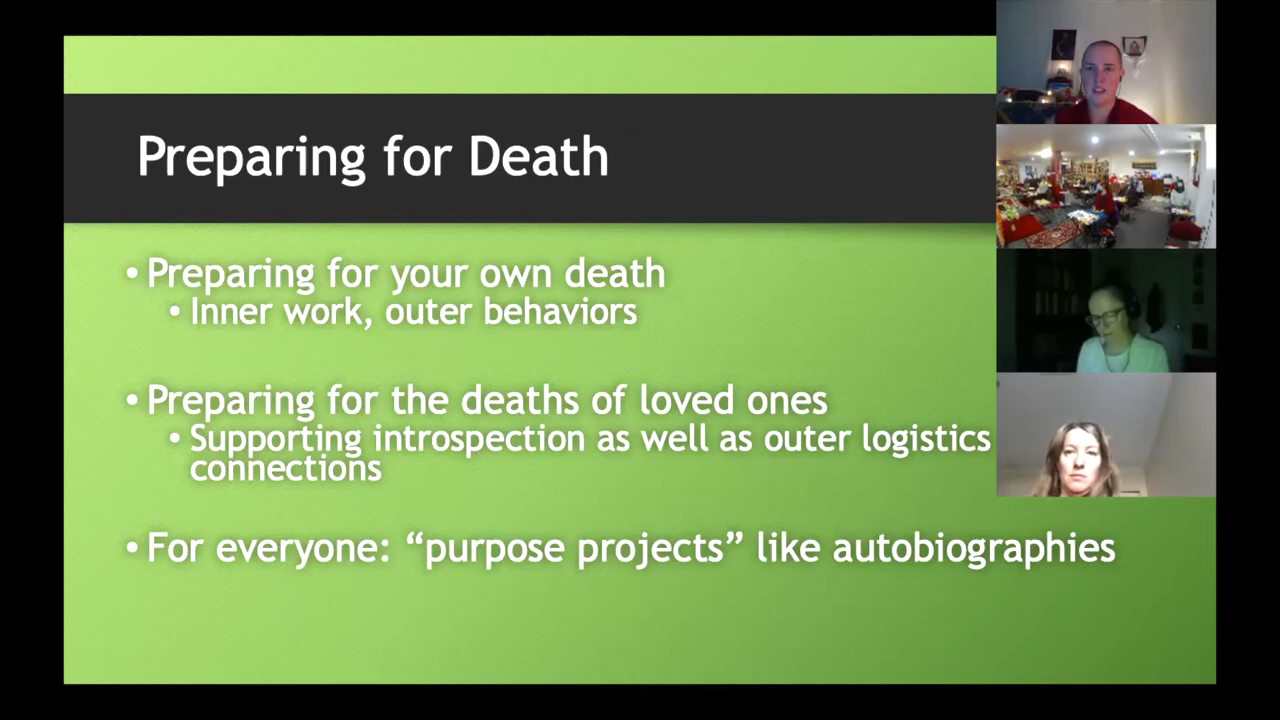 Preparing for Death
• Preparing for your own death
• Inner work, outer behaviors
• Preparing for the deaths of loved ones
• Supporting introspection as well as outer logistics
connections
• For everyone: “purpose projects” like autobiographies